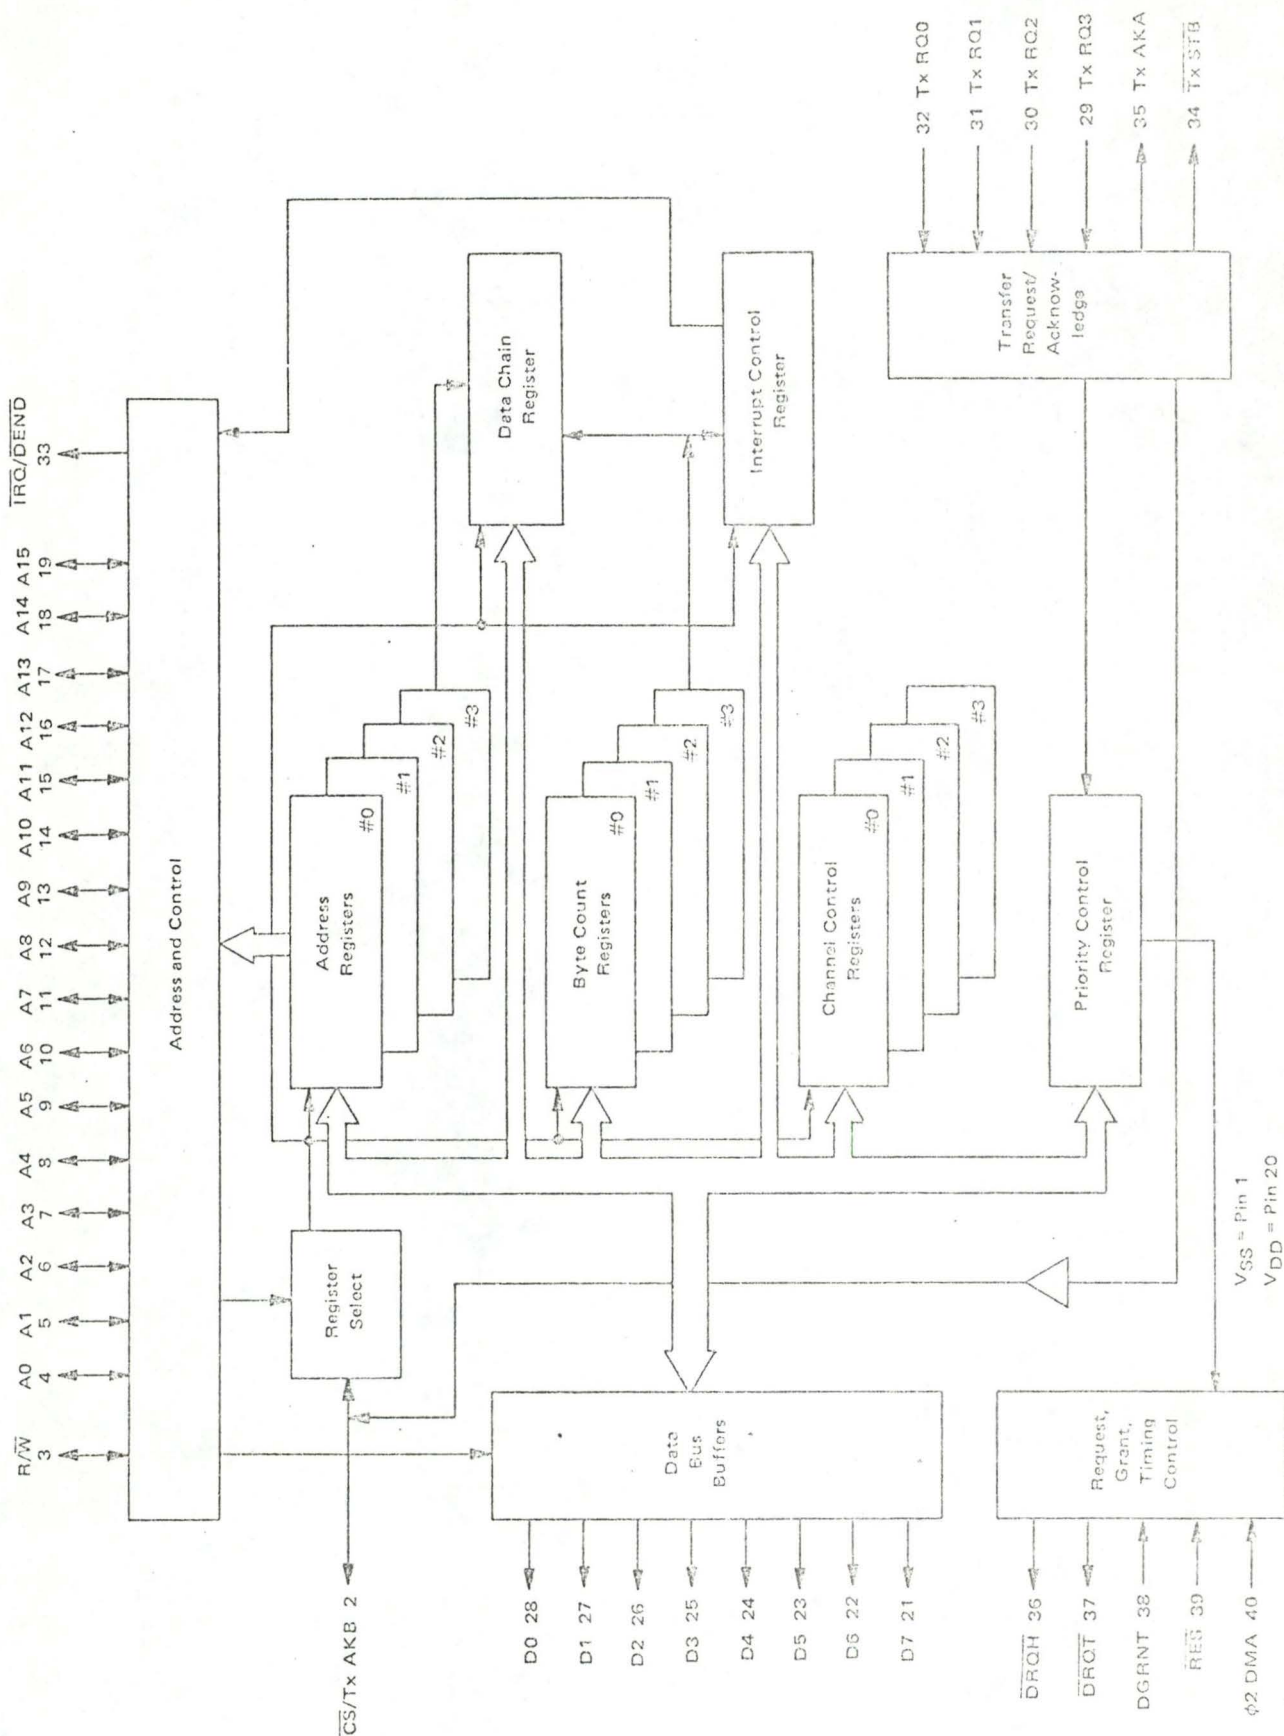 R/W 3
A0 4
A1 5
A2 6
A3 7
A4 8
A5 9
A6 10
A7 11
A8 12
A9 13
A10 14
A11 15
A12 16
A13 17
A14 18
A15 19
IRQ/DEND 33
Address and Control
CS/Tx AKB 2
Register
Select
Address
Registers
#0
#1
#2
#3
Data Chain
Register
D0 28
D1 27
D2 26
D3 25
D4 24
D5 23
D6 22
D7 21
Data
Bus
Buffers
Byte Count
Registers
#0
#1
#2
#3
Interrupt Control
Register
Channel Control
Registers
#0
#1
#2
#3
Transfer
Request/
Acknow-
ledge
32 Tx RQ0
31 Tx RQ1
30 Tx RQ2
29 Tx RQ3
35 Tx AKA
34 Tx STB
DRQH 36
DRQT 37
DGRNT 38
RES 39
ϕ2 DMA 40
Request,
Grant,
Timing
Control
Priority Control
Register
VSS = Pin 1
VDD = Pin 20